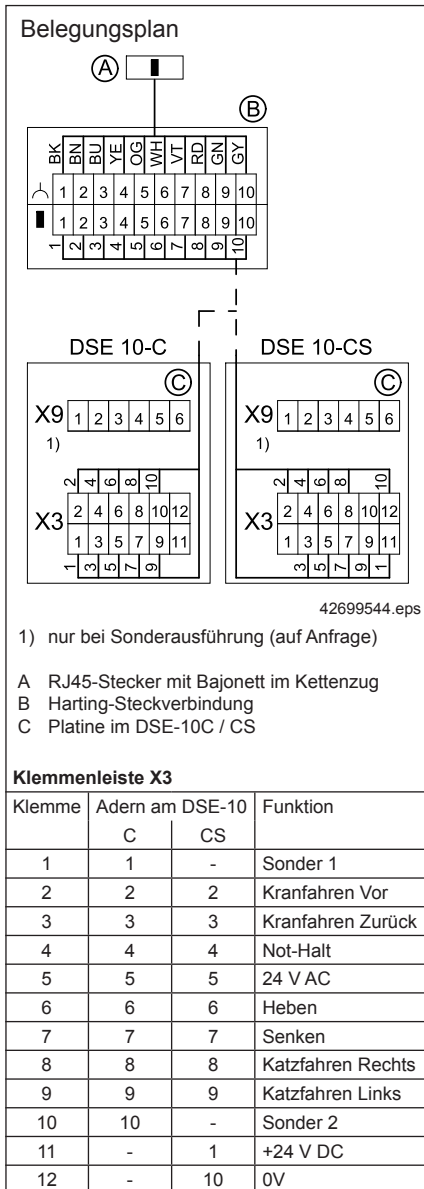 Belegungsplan
A
B
BK BN BU YE OG WH VT RD GN GY
1 2 3 4 5 6 7 8 9 10
1 2 3 4 5 6 7 8 9 10
1 2 3 4 5 6 7 8 9 10
DSE 10-C
C
X9 1 2 3 4 5 6
1)
2 4 6 8 10
X3 2 4 6 8 10 12
1 3 5 7 9 11
1 3 5 7 9
DSE 10-CS
C
X9 1 2 3 4 5 6
1)
2 4 6 8 10
X3 2 4 6 8 10 12
1 3 5 7 9 11
3 5 7 9 1
42699544.eps
1) nur bei Sonderausführung (auf Anfrage)
A RJ45-Stecker mit Bajonett im Kettenzug
B Harting-Steckverbindung
C Platine im DSE-10C / CS
Klemmenleiste X3
Klemme Adern am DSE-10 Funktion
C CS
1 1 - Sonder 1
2 2 2 Kranfahren Vor
3 3 3 Kranfahren Zurück
4 4 4 Not-Halt
5 5 5 24 V AC
6 6 6 Heben
7 7 7 Senken
8 8 8 Katzfahren Rechts
9 9 9 Katzfahren Links
10 10 - Sonder 2
11 - 1 +24 V DC
12 - 10 0V